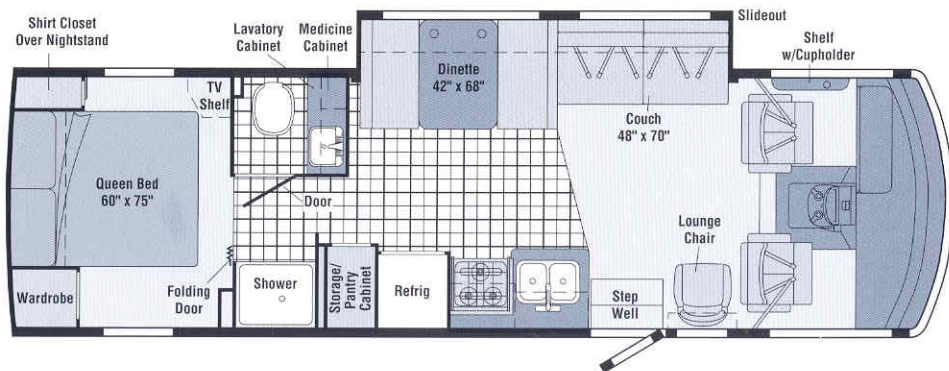 Shirt Closet
Over Nightstand
Lavatory
Cabinet
Medicine
Cabinet
Slideout
Shelf
w/Cupholder
TV
Shelf
Dinette
42" x 68"
Couch
48" x 70"
Queen Bed
60" x 75"
Door
Lounge
Chair
Folding
Door
Wardrobe
Shower
Storage/
Pantry
Cabinet
Refrig
Step
Well